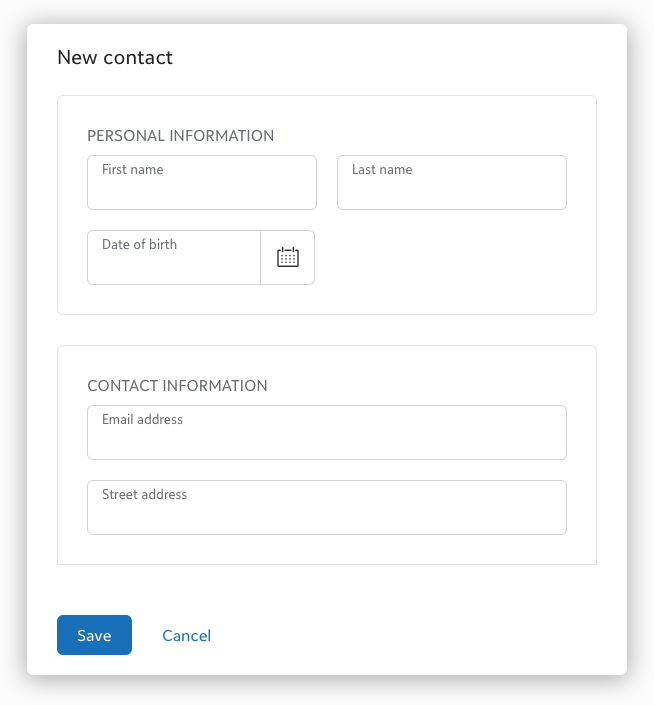 New contact
PERSONAL INFORMATION
First name
Last name
Date of birth
CONTACT INFORMATION
Email address
Street address
Save
Cancel